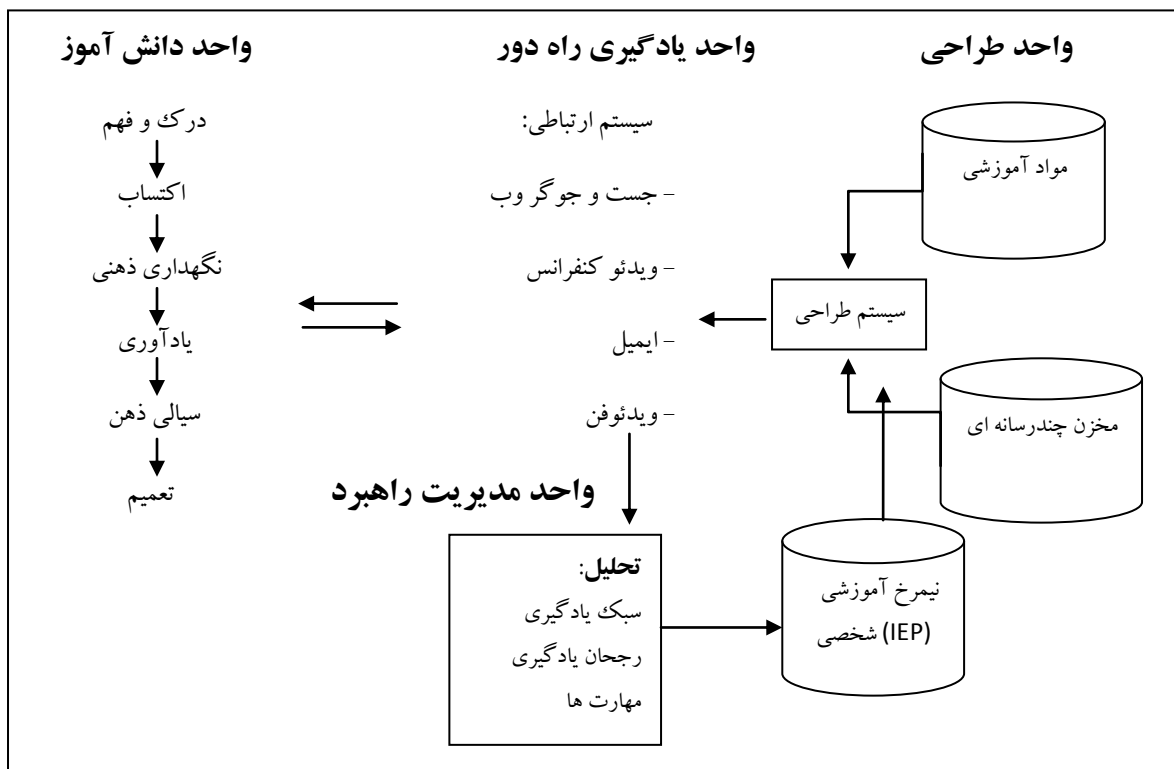 واحد طراحی
واحد یادگیری راه دور
واحد دانش آموز
مواد آموزشی
سیستم طراحی
مخزن چندرسانه ای
سیستم ارتباطی:
– جست و جو گر وب
– ویدئو کنفرانس
– ایمیل
– ویدئوفن
درک و فهم
اکتساب
نگهداری ذهنی
یادآوری
سیالی ذهن
تعمیم
واحد مدیریت راهبرد
تحلیل:
سبک یادگیری
رجحان یادگیری
مهارت ها
نیمرخ آموزشی
شخصی (IEP)